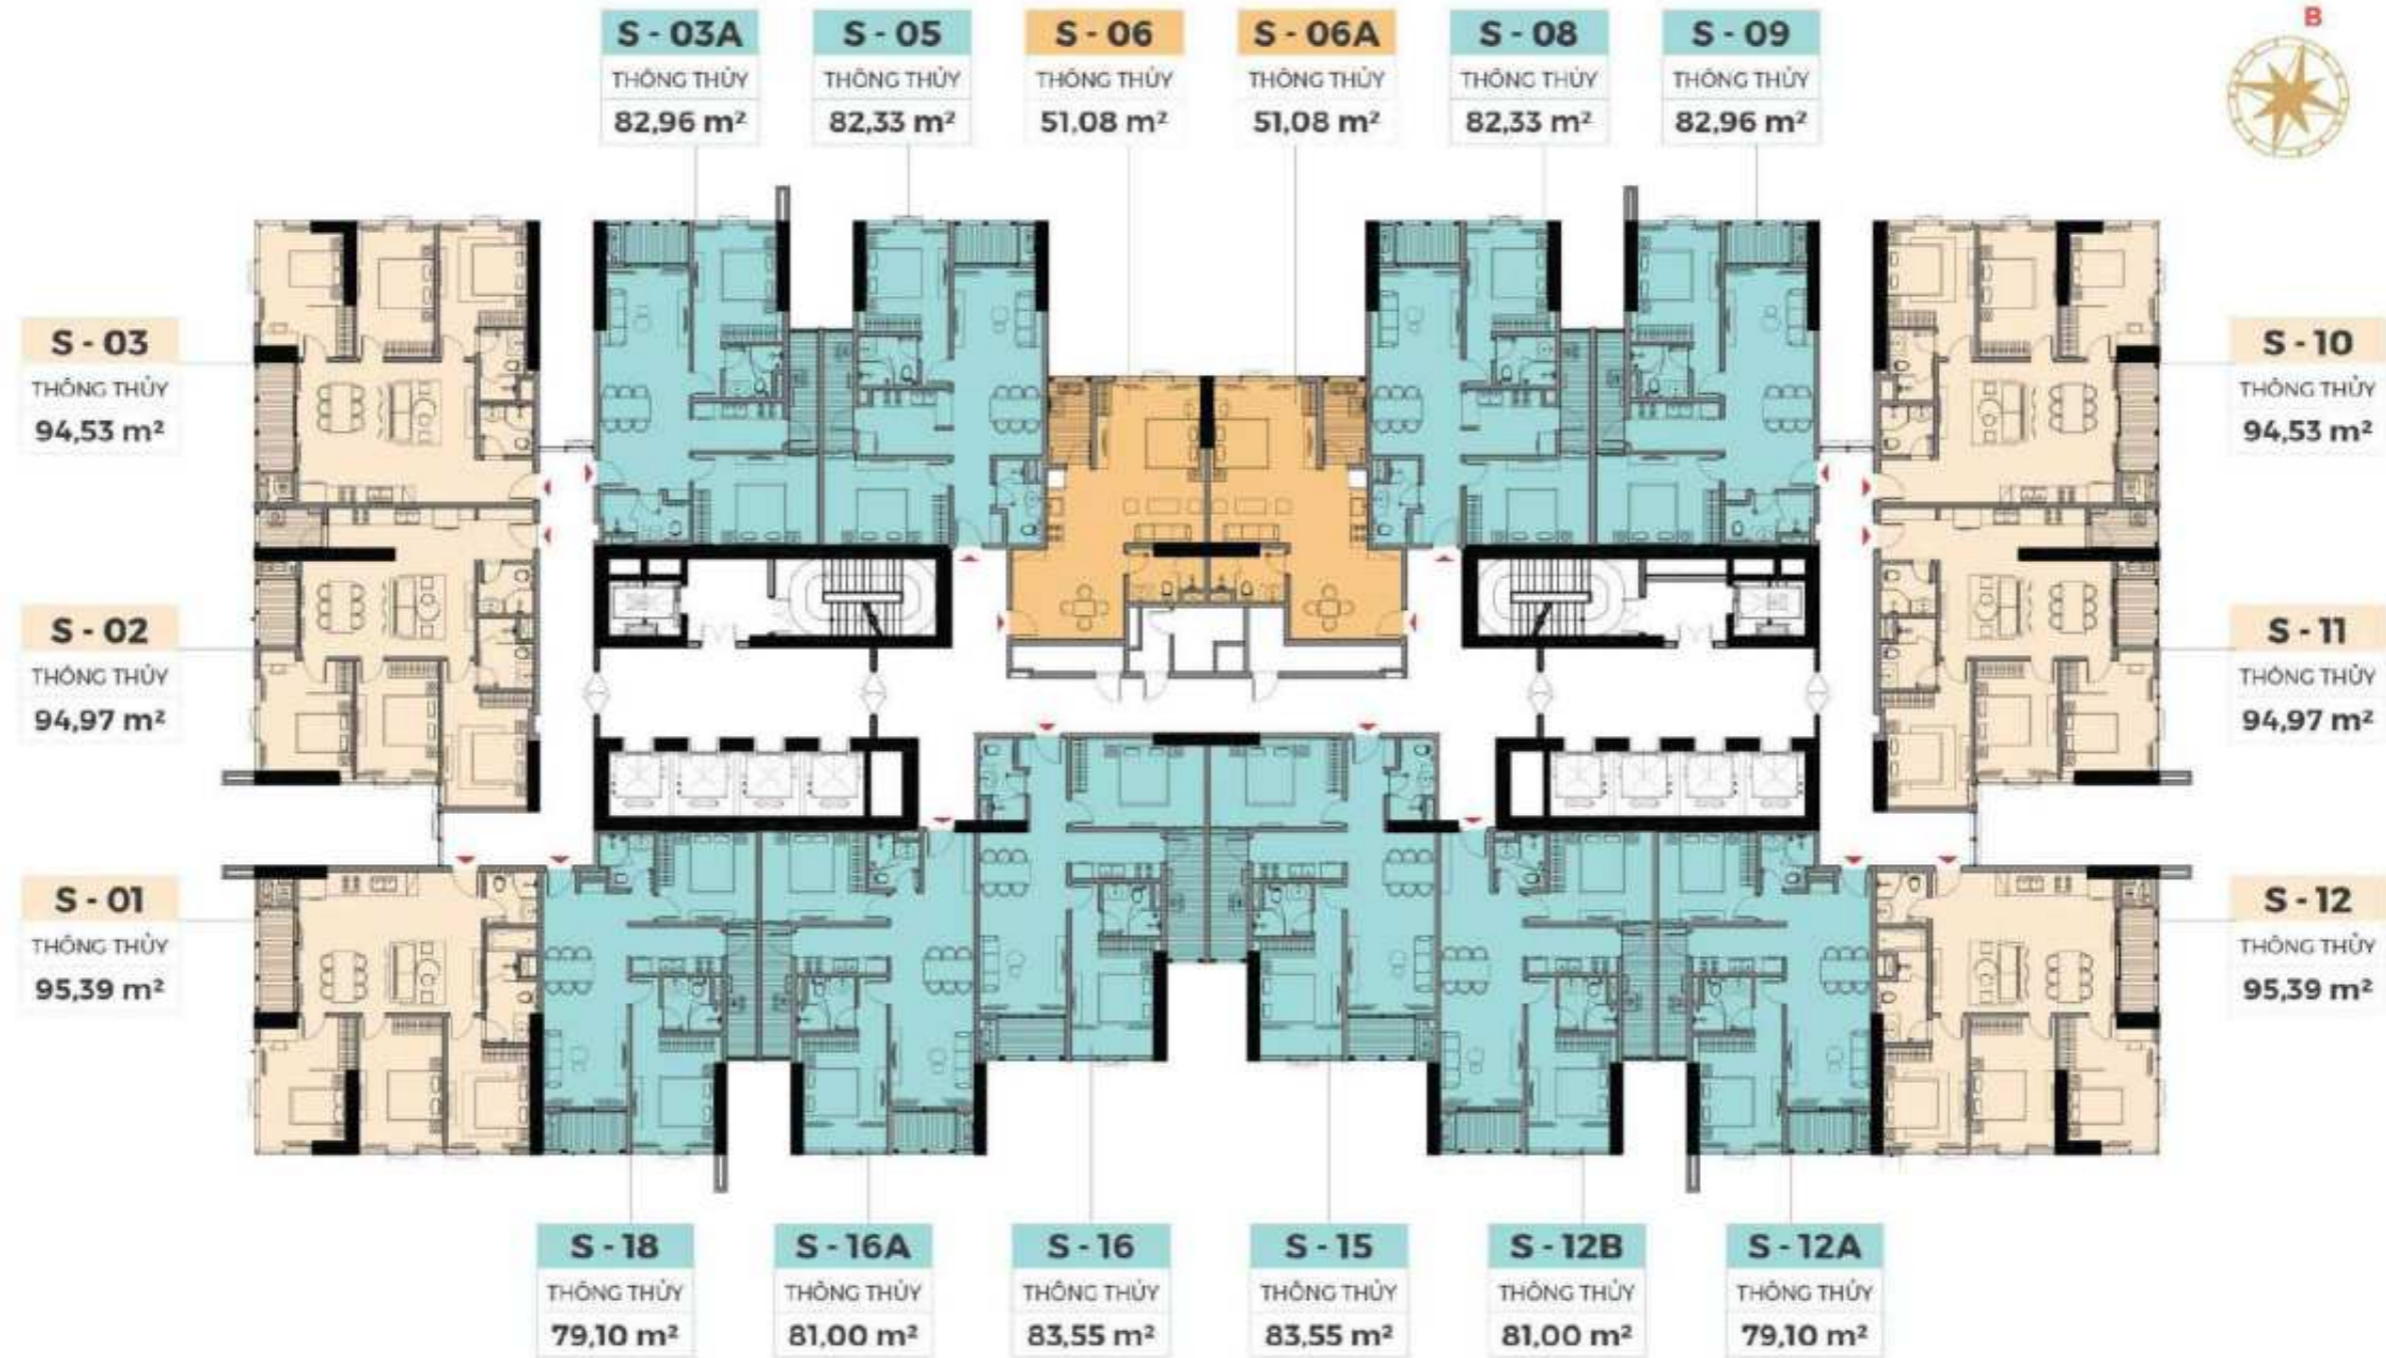 B
S - 03A
THÔNG THỦY
82,96 m²
S - 05
THÔNG THỦY
82,33 m²
S - 06
THÔNG THỦY
51,08 m²
S - 06A
THÔNG THỦY
51,08 m²
S - 08
THÔNG THỦY
82,33 m²
S - 09
THÔNG THỦY
82,96 m²
S - 03
THÔNG THỦY
94,53 m²
S - 10
THÔNG THỦY
94,53 m²
S - 02
THÔNG THỦY
94,97 m²
S - 11
THÔNG THỦY
94,97 m²
S - 01
THÔNG THỦY
95,39 m²
S - 12
THÔNG THỦY
95,39 m²
S - 18
THÔNG THỦY
79,10 m²
S - 16A
THÔNG THỦY
81,00 m²
S - 16
THÔNG THỦY
83,55 m²
S - 15
THÔNG THỦY
83,55 m²
S - 12B
THÔNG THỦY
81,00 m²
S - 12A
THÔNG THỦY
79,10 m²